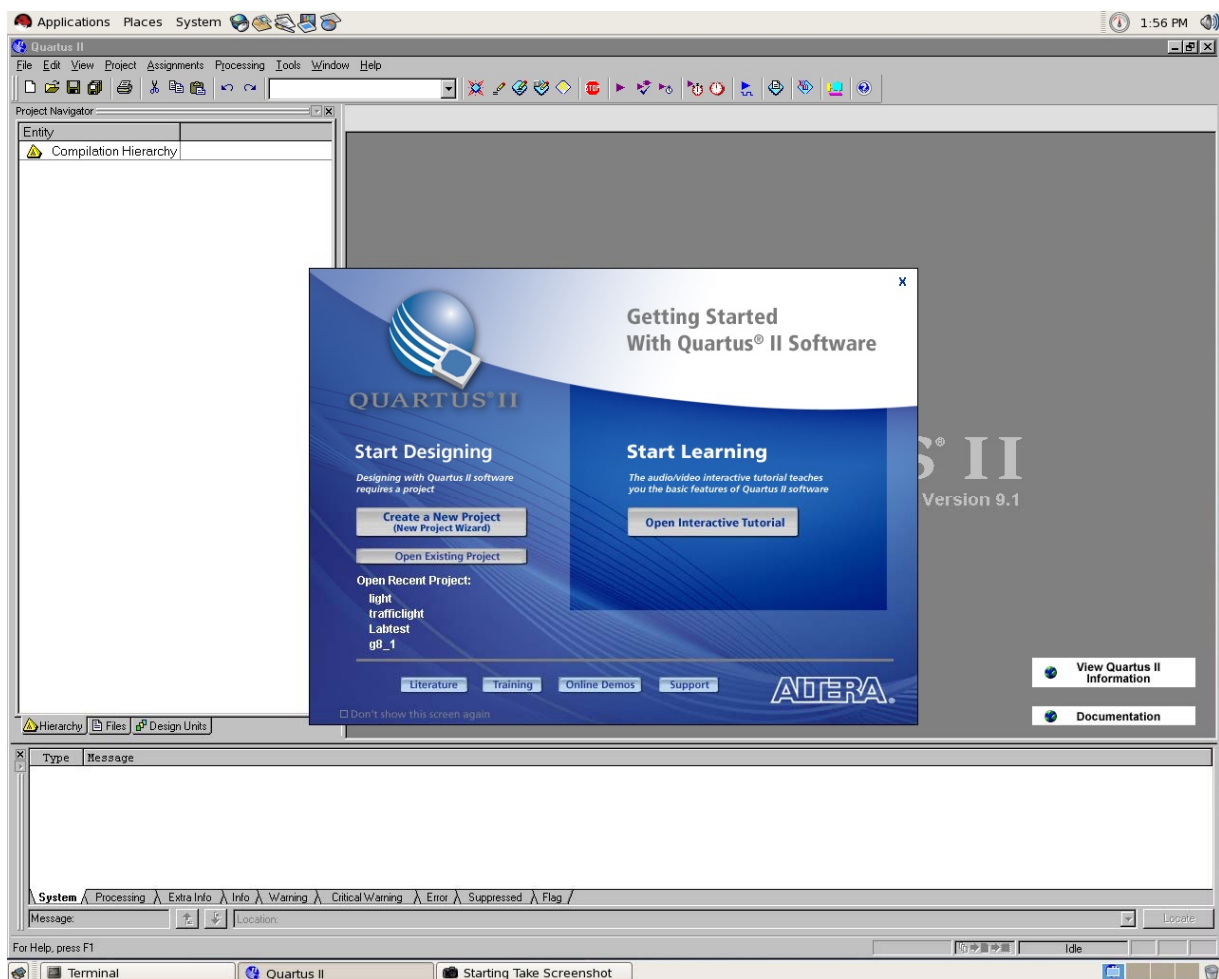 Applications Places System 1:56 PM
Quartus II
File Edit View Project Assignments Processing Tools Window Help
Project Navigator
Entity
Compilation Hierarchy
Getting Started
With Quartus® II Software
x
QUARTUS® II
Start Designing
Designing with Quartus II software
requires a project
Create a New Project
(New Project Wizard)
Open Existing Project
Open Recent Project:
light
trafficlight
Labtest
g8_1
Start Learning
The audio/video interactive tutorial teaches
you the basic features of Quartus II software
Open Interactive Tutorial
Literature Training Online Demos Support ALTERA.
Don't show this screen again
S® II
Version 9.1
View Quartus II
Information
Documentation
Hierarchy Files Design Units
Type Message
System Processing Extra Info Info Warning Critical Warning Error Suppressed Flag
Message: Location: Locate
For Help, press F1 Idle
Terminal Quartus II Starting Take Screenshot